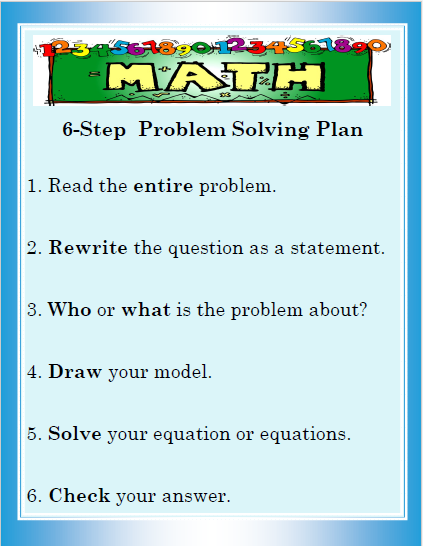 1234567890 1234567890
MATH
6-Step Problem Solving Plan
1. Read the entire problem.
2. Rewrite the question as a statement.
3. Who or what is the problem about?
4. Draw your model.
5. Solve your equation or equations.
6. Check your answer.